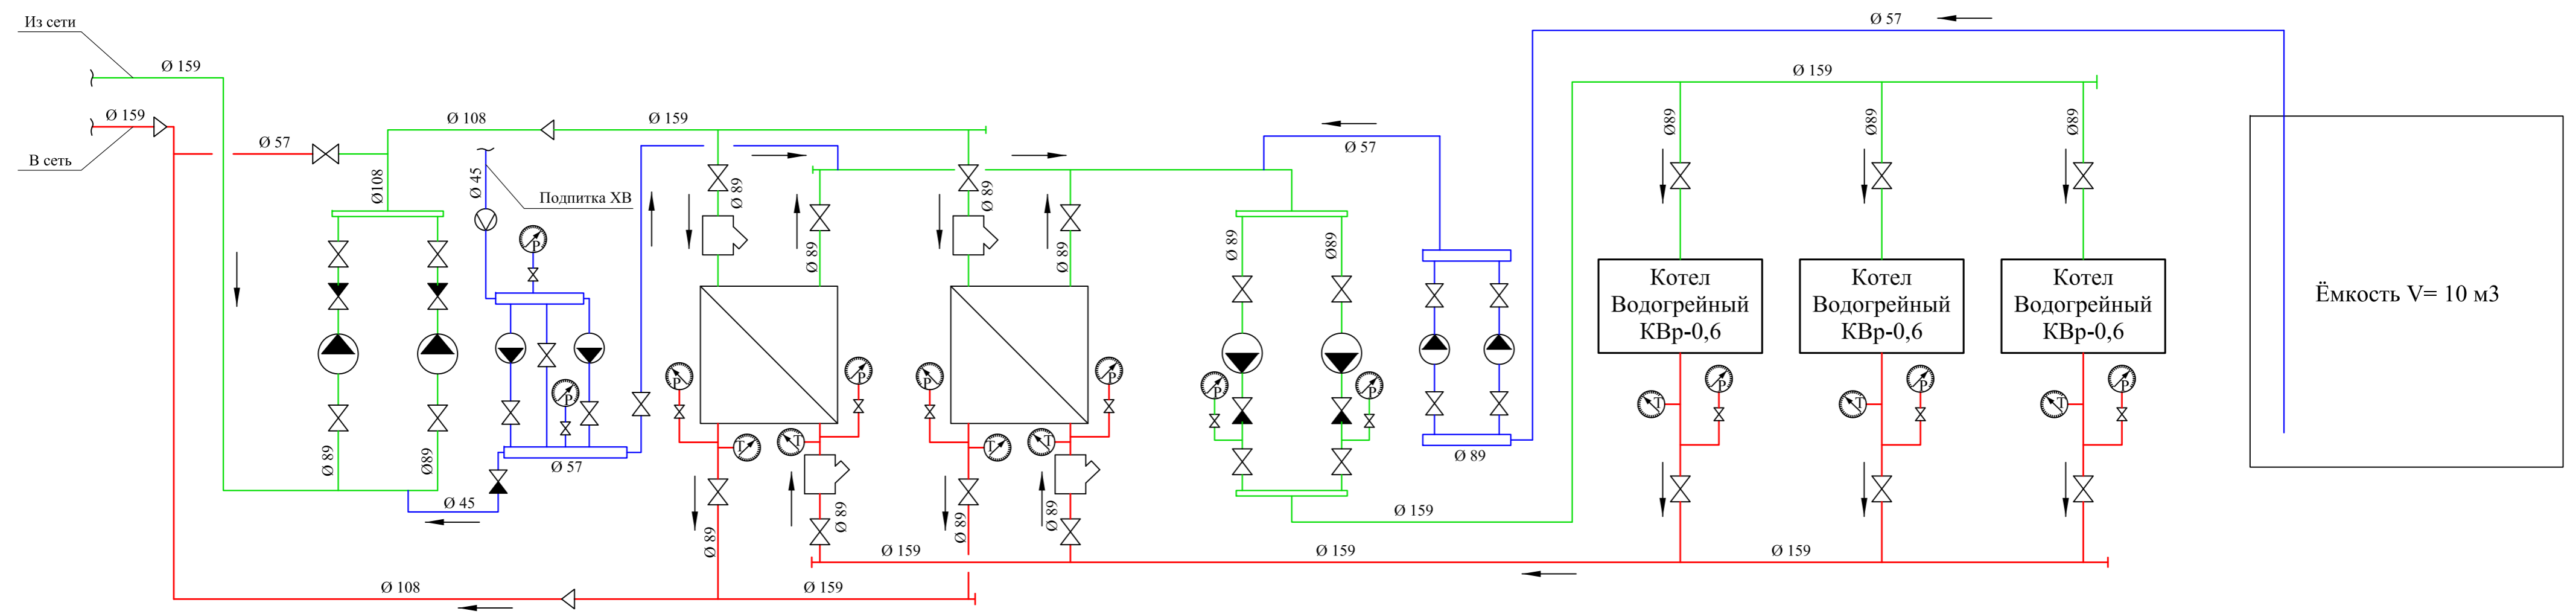 Из сети
Ø 159
Ø 159
В сеть
Ø 57
Ø 108
Ø 159
Ø108
Ø 45
Подпитка ХВ
P
P
Ø 89
Ø89
Ø 57
Ø 45
Ø 89
Ø 89
Ø 89
Ø 89
P
P
T
T
P
P
T
T
Ø 89
Ø 89
Ø 89
Ø 89
Ø 108
Ø 159
Ø 159
Ø 159
Ø 159
Ø 57
Ø 89
Ø89
P
P
Ø 89
Ø 159
Ø 57
Ø 159
Ø89
Ø89
Ø89
Котел
Водогрейный
КВр-0,6
Котел
Водогрейный
КВр-0,6
Котел
Водогрейный
КВр-0,6
T
P
T
P
T
P
Ёмкость V= 10 м3